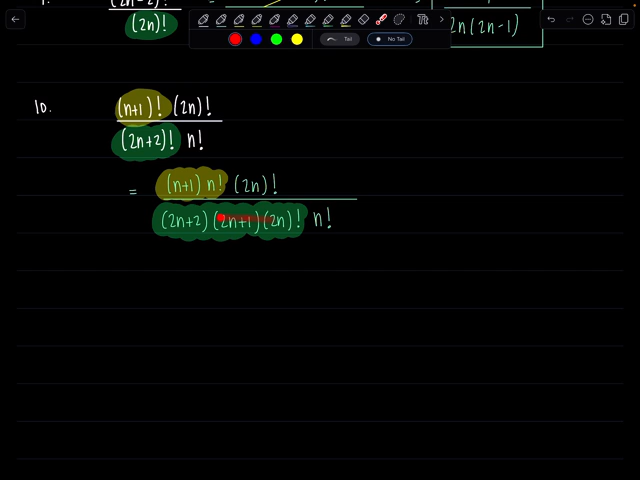 (2n)!
2n(2n-1)
Tail
No Tail
10.
(n+1)! (2n)!
(2n+2)! n!
= (n+1) n! (2n)!
(2n+2) (2n+1)(2n)! n!